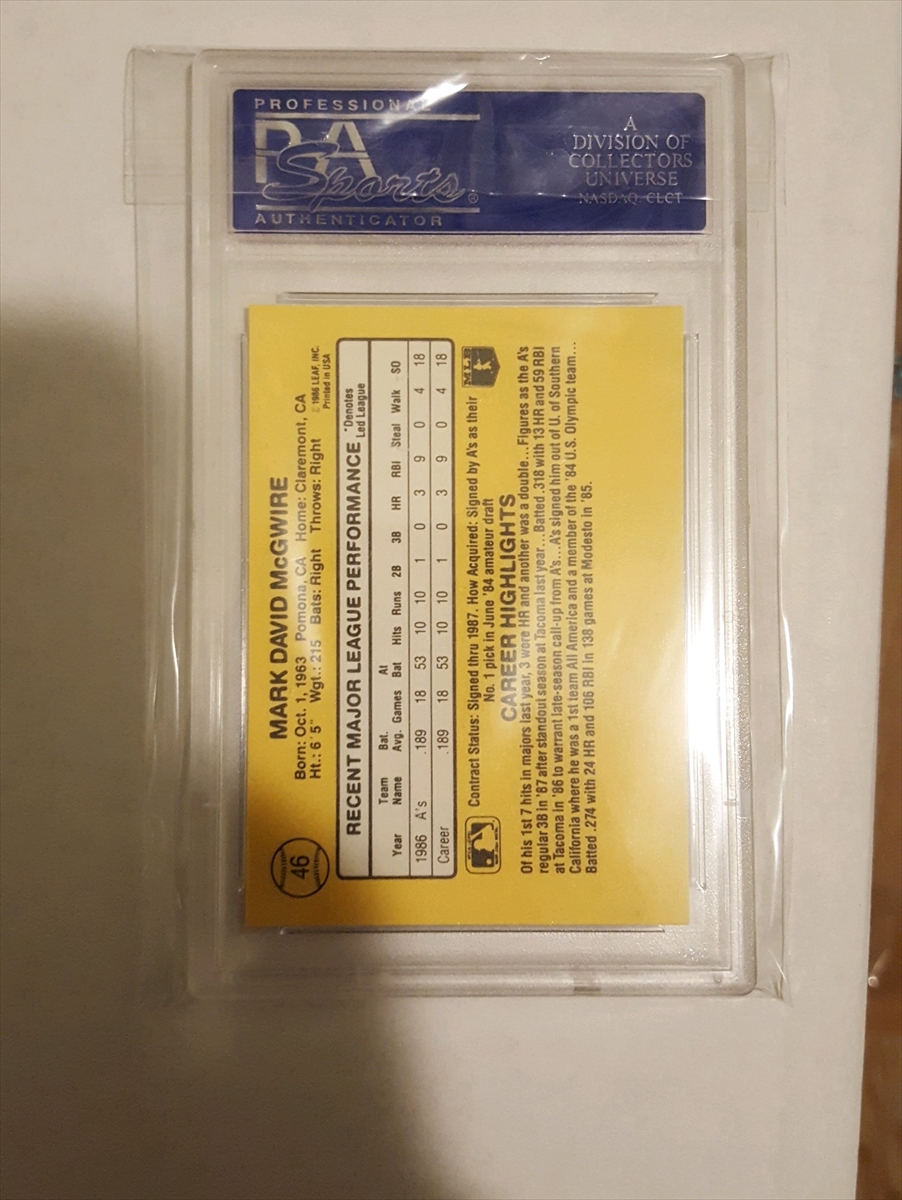 PROFESSIONAL
PSA
Sports®
AUTHENTICATOR
A
DIVISION OF
COLLECTORS
UNIVERSE
NASDAQ: CLCT
46
MARK DAVID McGWIRE
Born: Oct. 1, 1963 Pomona, CA Home: Claremont, CA
Ht.: 6'5" Wgt.: 215 Bats: Right Throws: Right
© 1986 LEAF, INC.
Printed in USA
RECENT MAJOR LEAGUE PERFORMANCE
*Denotes
Led League
Year Team Name Bat. Avg. Games At Bat Hits Runs 2B 3B HR RBI Steal Walk SO
1986 A's .189 18 53 10 10 1 0 3 9 0 4 18
Career .189 18 53 10 10 1 0 3 9 0 4 18
Contract Status: Signed thru 1987. How Acquired: Signed by A's as their
No. 1 pick in June '84 amateur draft
MLB
CAREER HIGHLIGHTS
Of his 1st 7 hits in majors last year, 3 were HR and another was a double...Figures as the A's
regular 3B in '87 after standout season at Tacoma last year...Batted .318 with 13 HR and 59 RBI
at Tacoma in '86 to warrant late-season call-up from A's...A's signed him out of U. of Southern
California where he was a 1st team All America and a member of the '84 U.S. Olympic team...
Batted .274 with 24 HR and 106 RBI in 138 games at Modesto in '85.